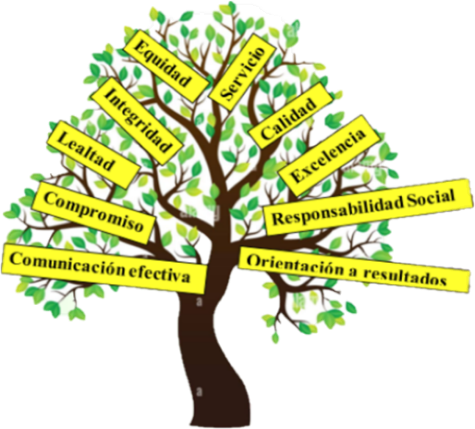 Equidad
Servicio
Integridad
Calidad
Lealtad
Excelencia
Compromiso
Responsabilidad Social
Comunicación efectiva
Orientación a resultados
a
a